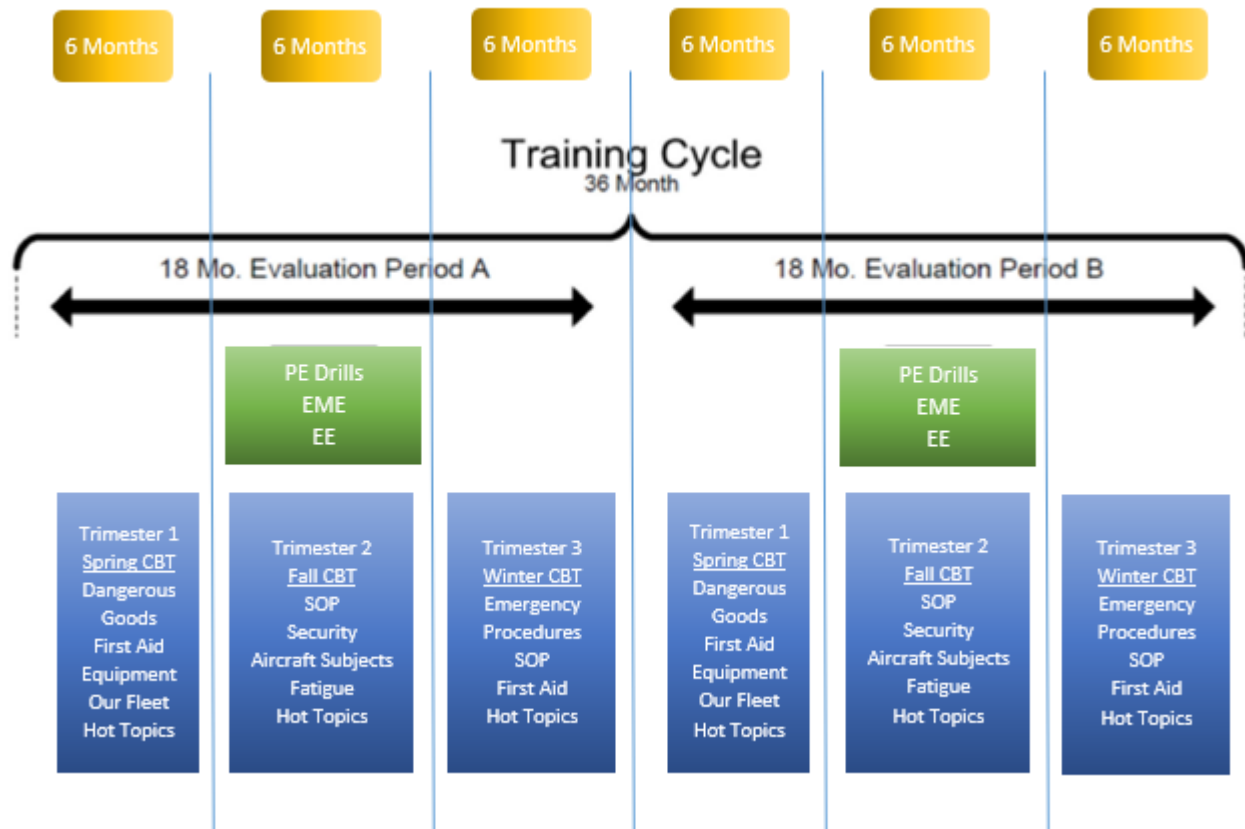 6 Months
6 Months
6 Months
6 Months
6 Months
6 Months
Training Cycle
36 Month
18 Mo. Evaluation Period A
18 Mo. Evaluation Period B
PE Drills
EME
EE
PE Drills
EME
EE
Trimester 1
Spring CBT
Dangerous
Goods
First Aid
Equipment
Our Fleet
Hot Topics
Trimester 2
Fall CBT
SOP
Security
Aircraft Subjects
Fatigue
Hot Topics
Trimester 3
Winter CBT
Emergency
Procedures
SOP
First Aid
Hot Topics
Trimester 1
Spring CBT
Dangerous
Goods
First Aid
Equipment
Our Fleet
Hot Topics
Trimester 2
Fall CBT
SOP
Security
Aircraft Subjects
Fatigue
Hot Topics
Trimester 3
Winter CBT
Emergency
Procedures
SOP
First Aid
Hot Topics